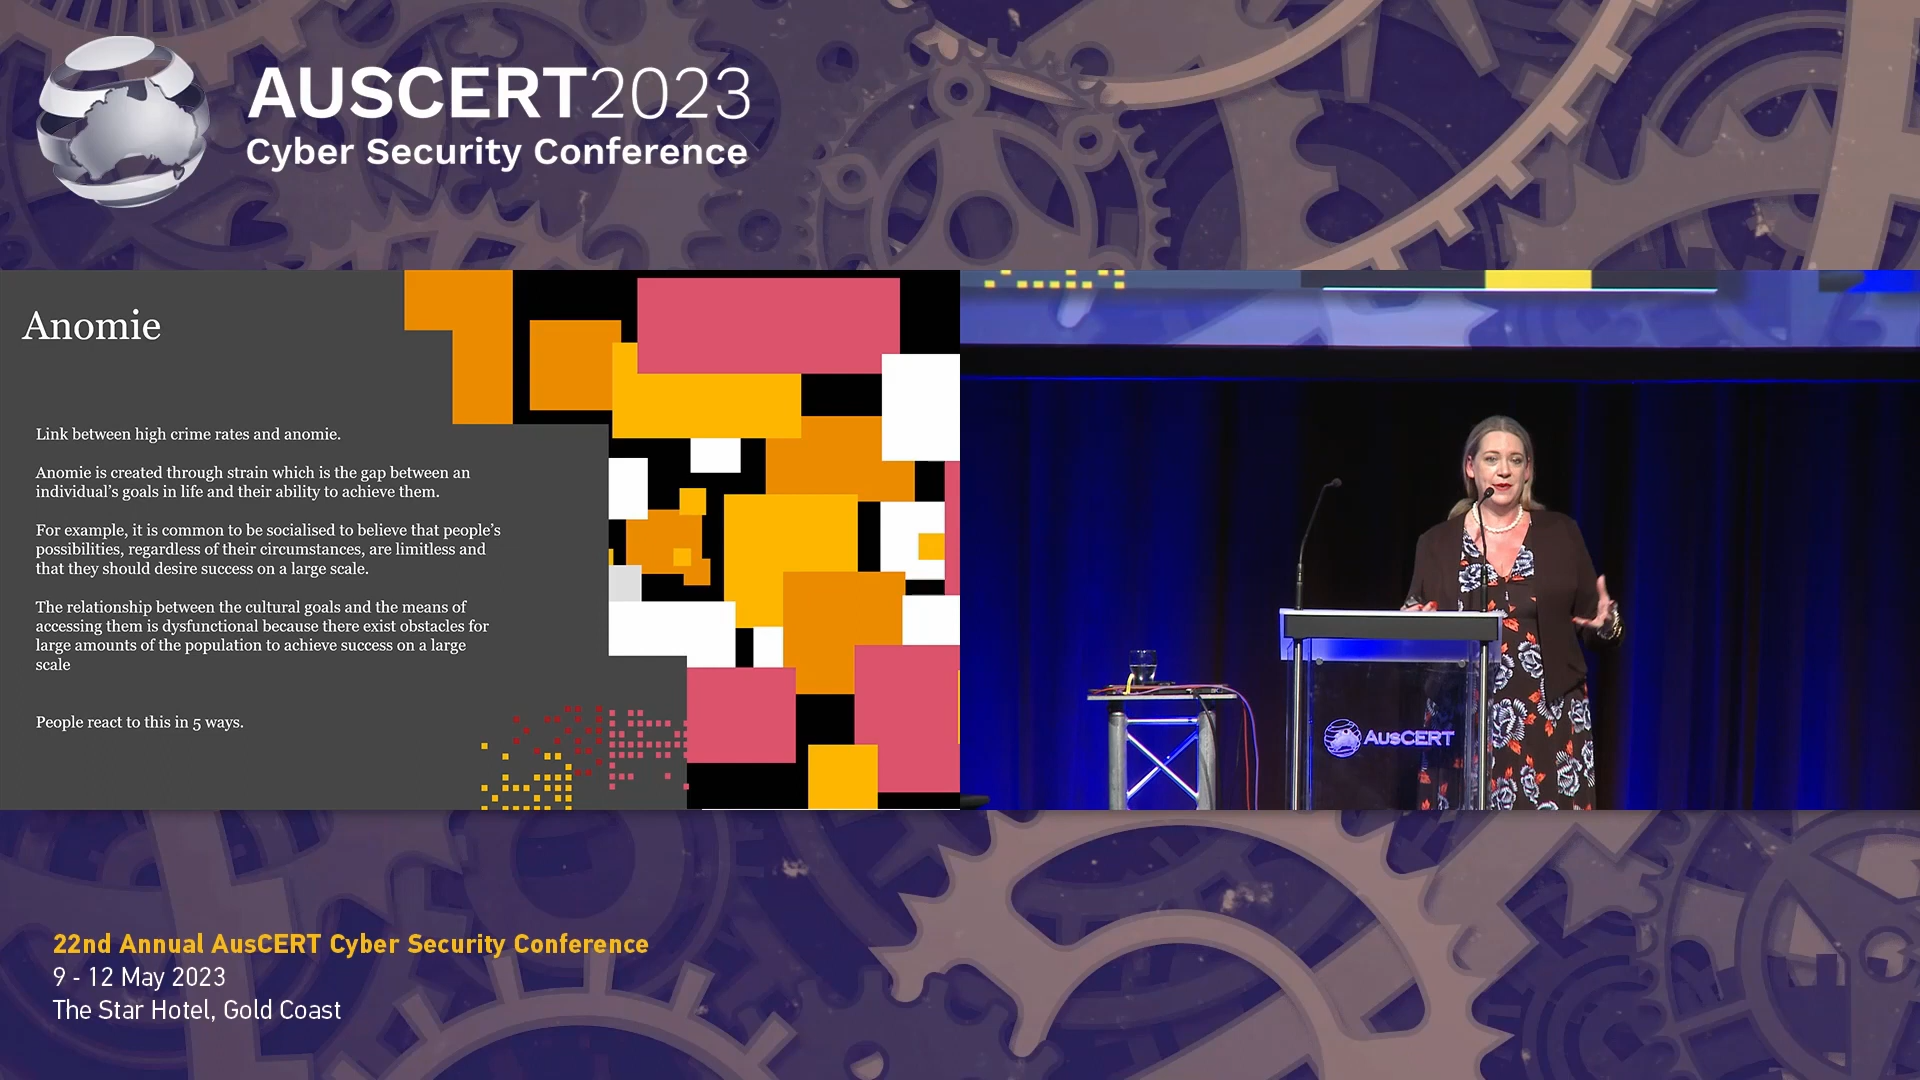 AUSCERT2023
Cyber Security Conference
Anomie
Link between high crime rates and anomie.
Anomie is created through strain which is the gap between an
individual's goals in life and their ability to achieve them.
For example, it is common to be socialised to believe that people's
possibilities, regardless of their circumstances, are limitless and
that they should desire success on a large scale.
The relationship between the cultural goals and the means of
accessing them is dysfunctional because there exist obstacles for
large amounts of the population to achieve success on a large
scale
People react to this in 5 ways.
AusCERT
22nd Annual AusCERT Cyber Security Conference
9 - 12 May 2023
The Star Hotel, Gold Coast